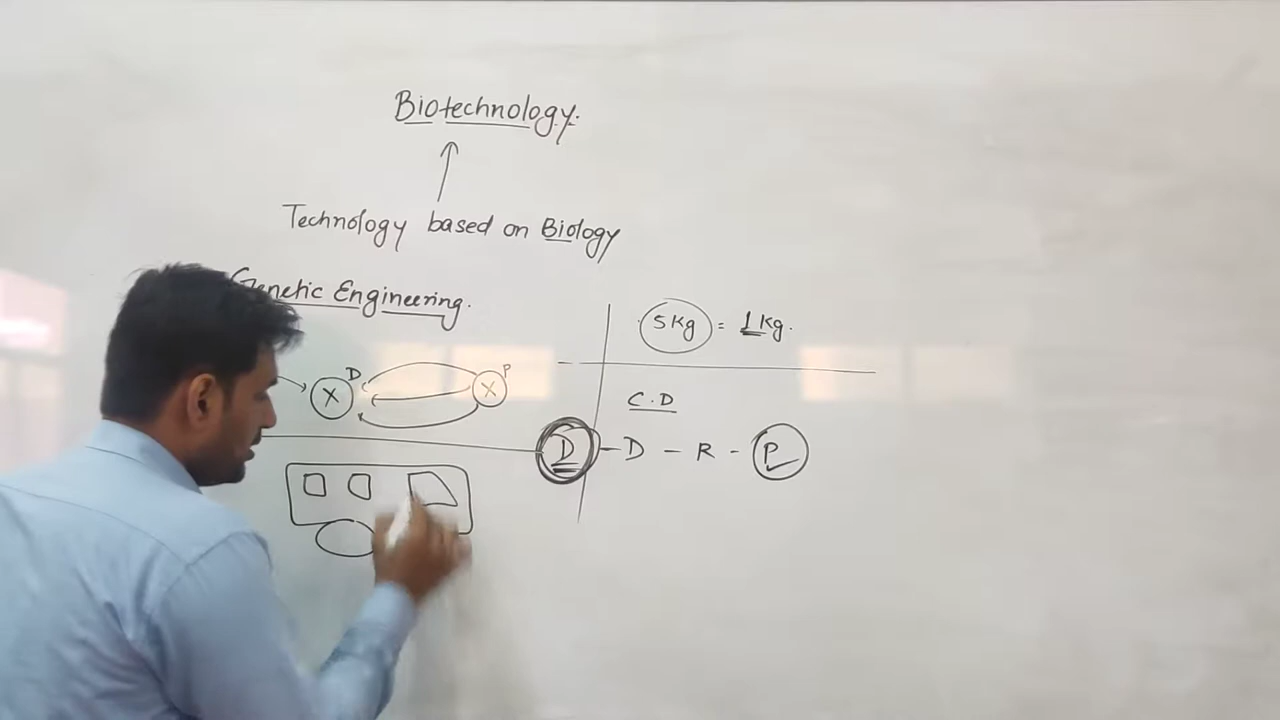 Biotechnology.
Technology based on Biology
Genetic Engineering.
5Kg = 1Kg.
X D X P
C.D
D - D - R - P